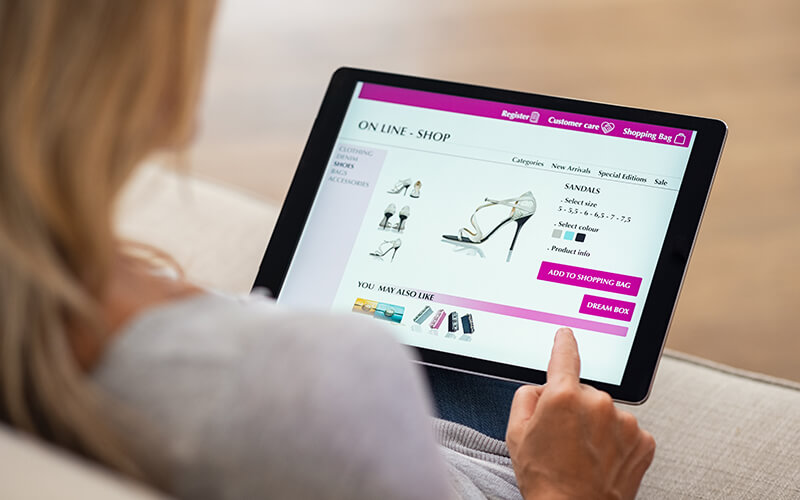 Register Customer care Shopping Bag
ON LINE - SHOP
Categories New Arrivals Special Editions Sale
CLOTHING
DENIM
SHOES
BAGS
ACCESSORIES
SANDALS
. Select size
5 - 5,5 - 6 - 6,5 - 7 - 7,5
. Select colour
. Product info
ADD TO SHOPPING BAG
DREAM BOX
YOU MAY ALSO LIKE